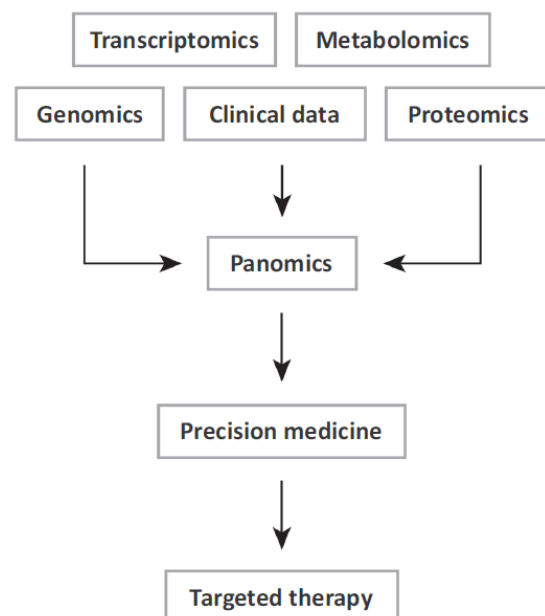 Transcriptomics
Metabolomics
Genomics
Clinical data
Proteomics
Panomics
Precision medicine
Targeted therapy